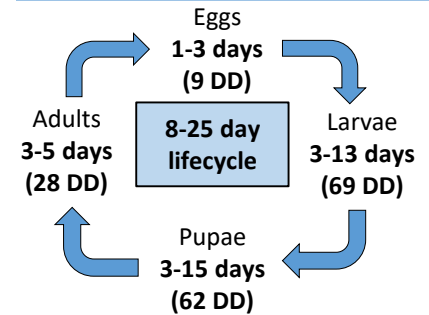 Eggs
1-3 days
(9 DD)
Adults
3-5 days
(28 DD)
8-25 day
lifecycle
Larvae
3-13 days
(69 DD)
Pupae
3-15 days
(62 DD)